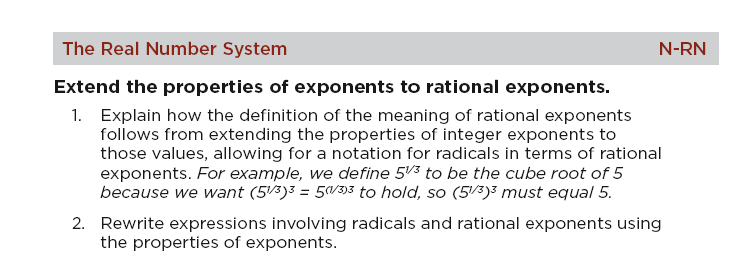 The Real Number System N-RN
Extend the properties of exponents to rational exponents.
1. Explain how the definition of the meaning of rational exponents
follows from extending the properties of integer exponents to
those values, allowing for a notation for radicals in terms of rational
exponents. For example, we define 5^1/3 to be the cube root of 5
because we want (5^1/3)^3 = 5^(1/3)3 to hold, so (5^1/3)^3 must equal 5.
2. Rewrite expressions involving radicals and rational exponents using
the properties of exponents.